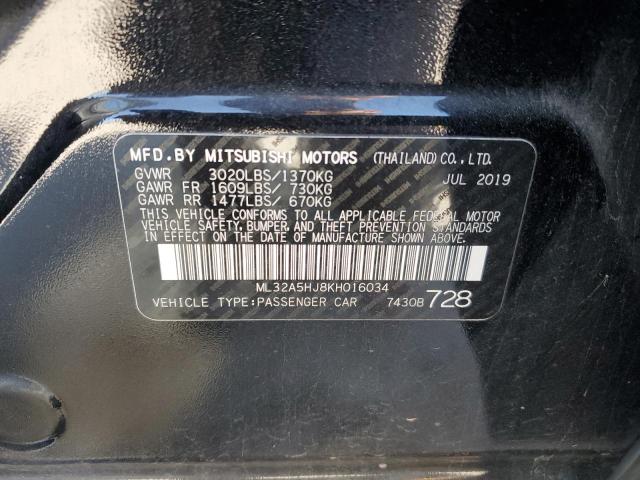 MFD.BY MITSUBISHI MOTORS (THAILAND) CO., LTD.
GVWR 3020LBS/1370KG JUL 2019
GAWR FR 1609LBS/ 730KG
GAWR RR 1477LBS/ 670KG
THIS VEHICLE CONFORMS TO ALL APPLICABLE FEDERAL MOTOR
VEHICLE SAFETY, BUMPER, AND THEFT PREVENTION STANDARDS
IN EFFECT ON THE DATE OF MANUFACTURE SHOWN ABOVE.
ML32A5HJ8KH016034
VEHICLE TYPE:PASSENGER CAR 7430B 728